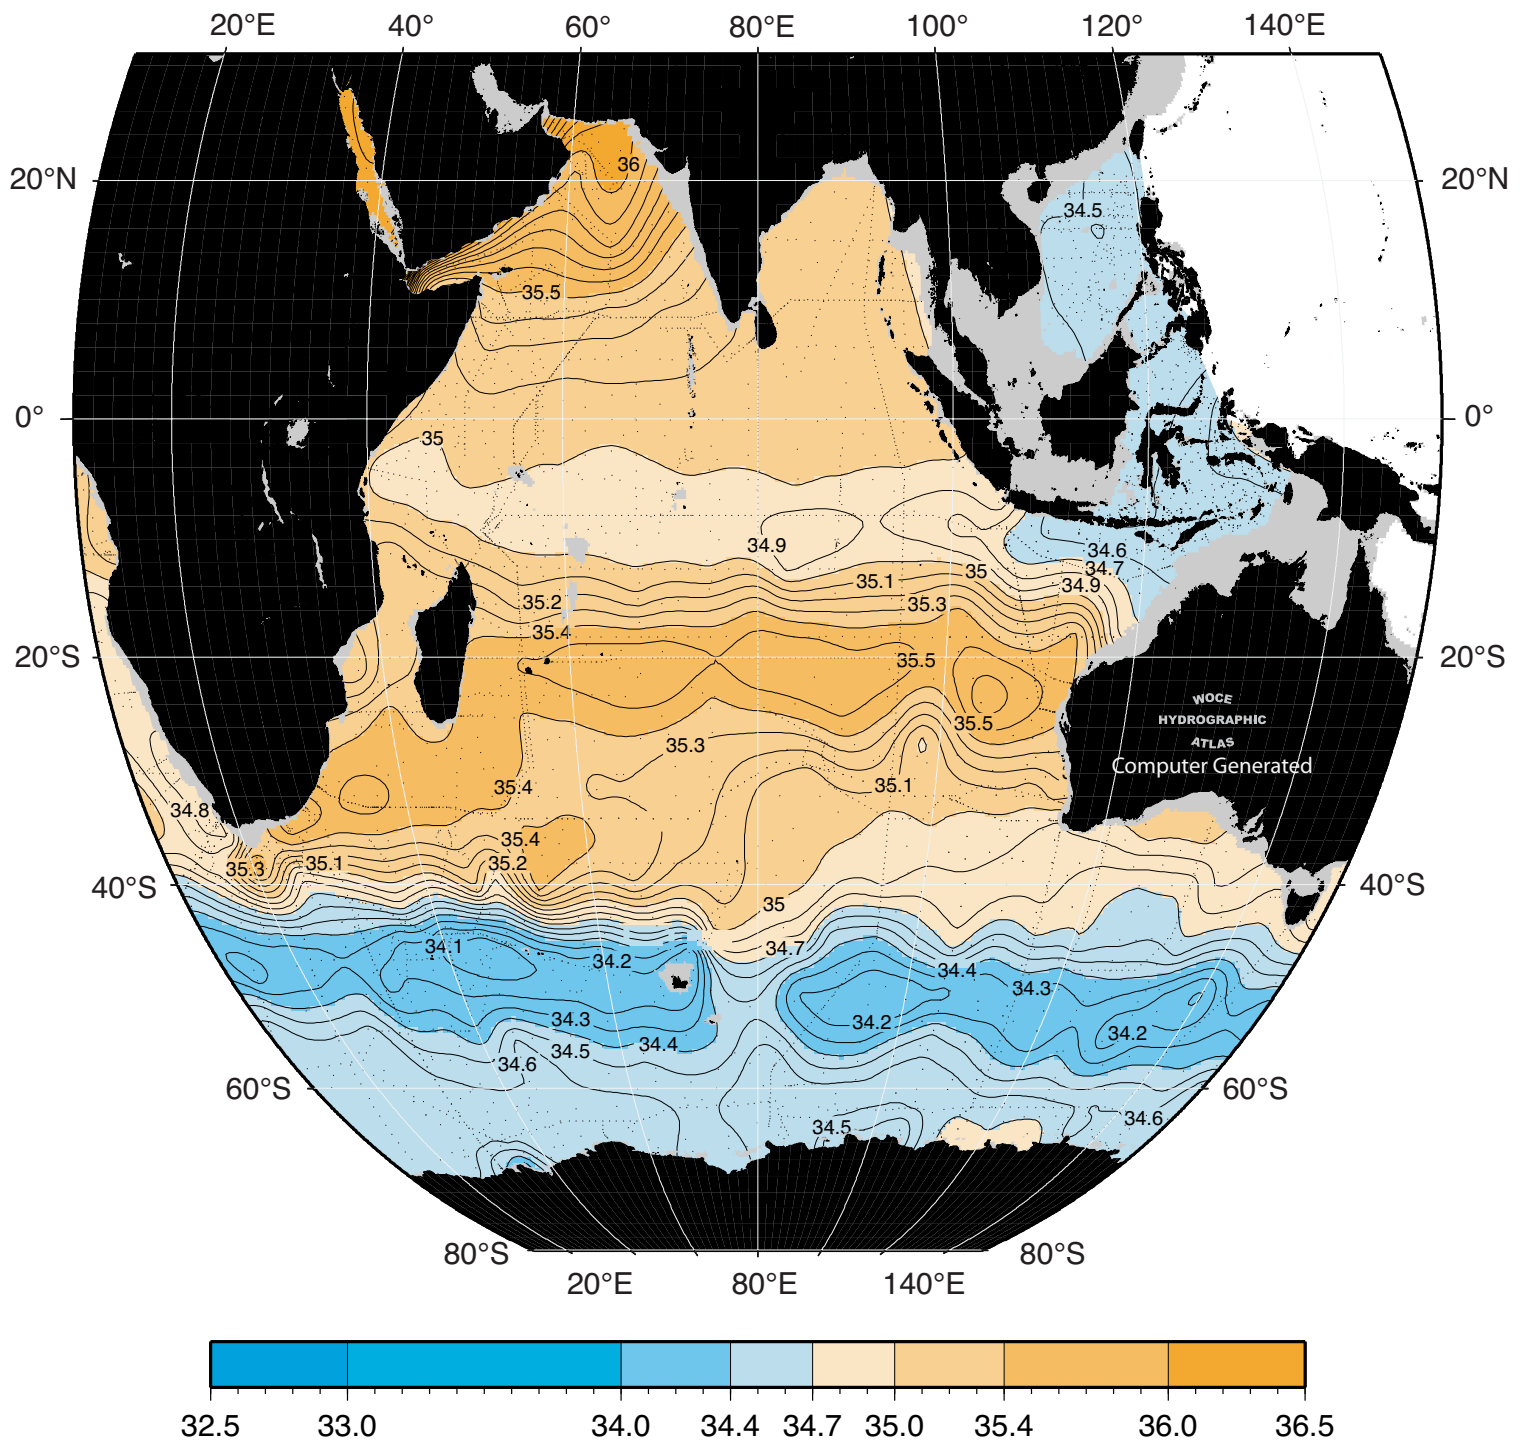 20°E 40° 60° 80°E 100° 120° 140°E
36
20°N 20°N
34.5
35.5
0° 0°
35
34.9 34.6
34.7
35.1 35 34.9
35.2 35.3
35.4
20°S 35.5 20°S
WOCE
HYDROGRAPHIC
ATLAS
Computer Generated
35.5
35.3
35.4 35.1
34.8
35.4
35.3 35.1 35.2
40°S 40°S
35
34.1 34.7
34.2 34.4
34.3
34.3 34.2 34.2
34.5 34.4
34.6
60°S 60°S
34.5 34.6
80°S 80°S
20°E 80°E 140°E
32.5 33.0 34.0 34.4 34.7 35.0 35.4 36.0 36.5